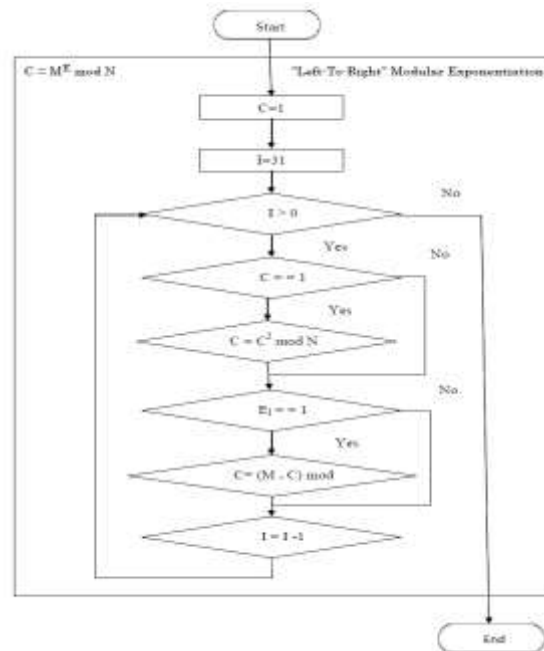 Start
C = M^E mod N
"Left-To-Right" Modular Exponentiation
C=1
I=31
I > 0
No
Yes
C = = 1
No
Yes
C = C² mod N
E_I = = 1
No
Yes
C= (M . C) mod
I = I -1
End